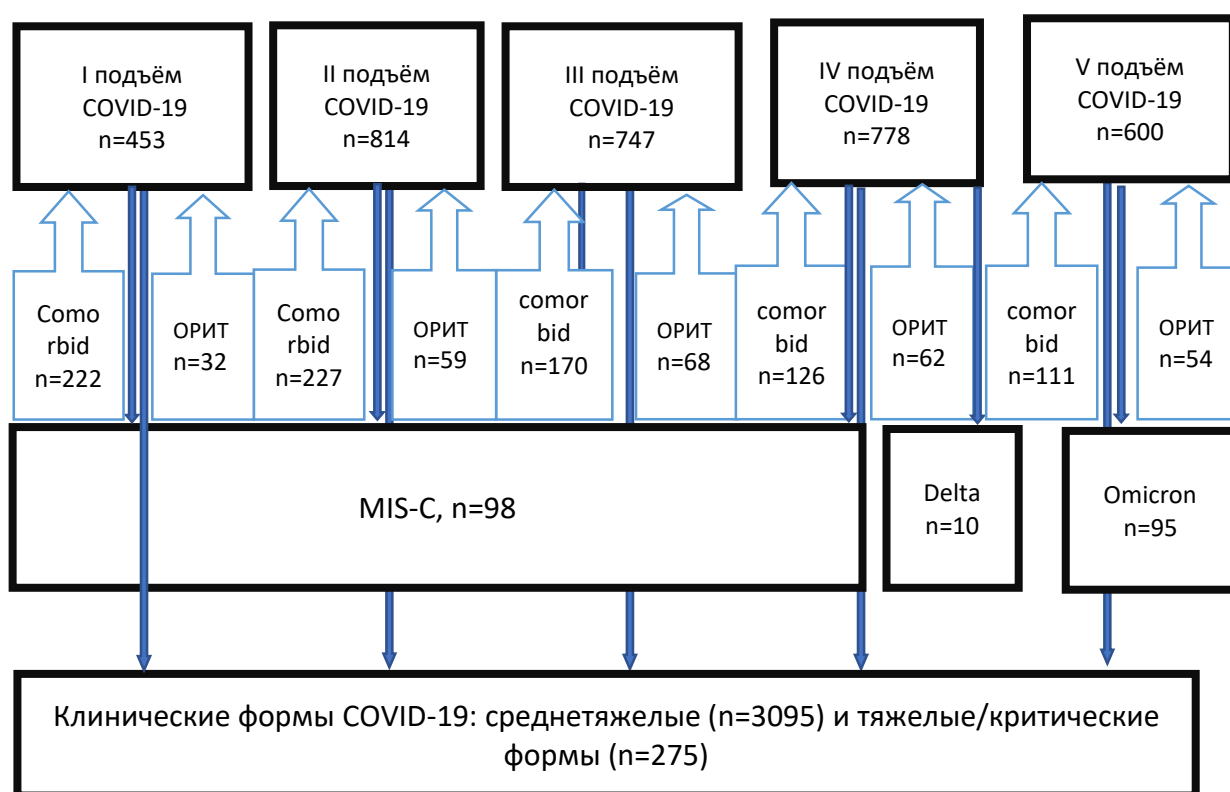 I подъём
COVID-19
n=453
II подъём
COVID-19
n=814
III подъём
COVID-19
n=747
IV подъём
COVID-19
n=778
V подъём
COVID-19
n=600
Como
rbid
n=222
ОРИТ
n=32
Como
rbid
n=227
ОРИТ
n=59
comor
bid
n=170
ОРИТ
n=68
comor
bid
n=126
ОРИТ
n=62
comor
bid
n=111
ОРИТ
n=54
MIS-C, n=98
Delta
n=10
Omicron
n=95
Клинические формы COVID-19: среднетяжелые (n=3095) и тяжелые/критические
формы (n=275)